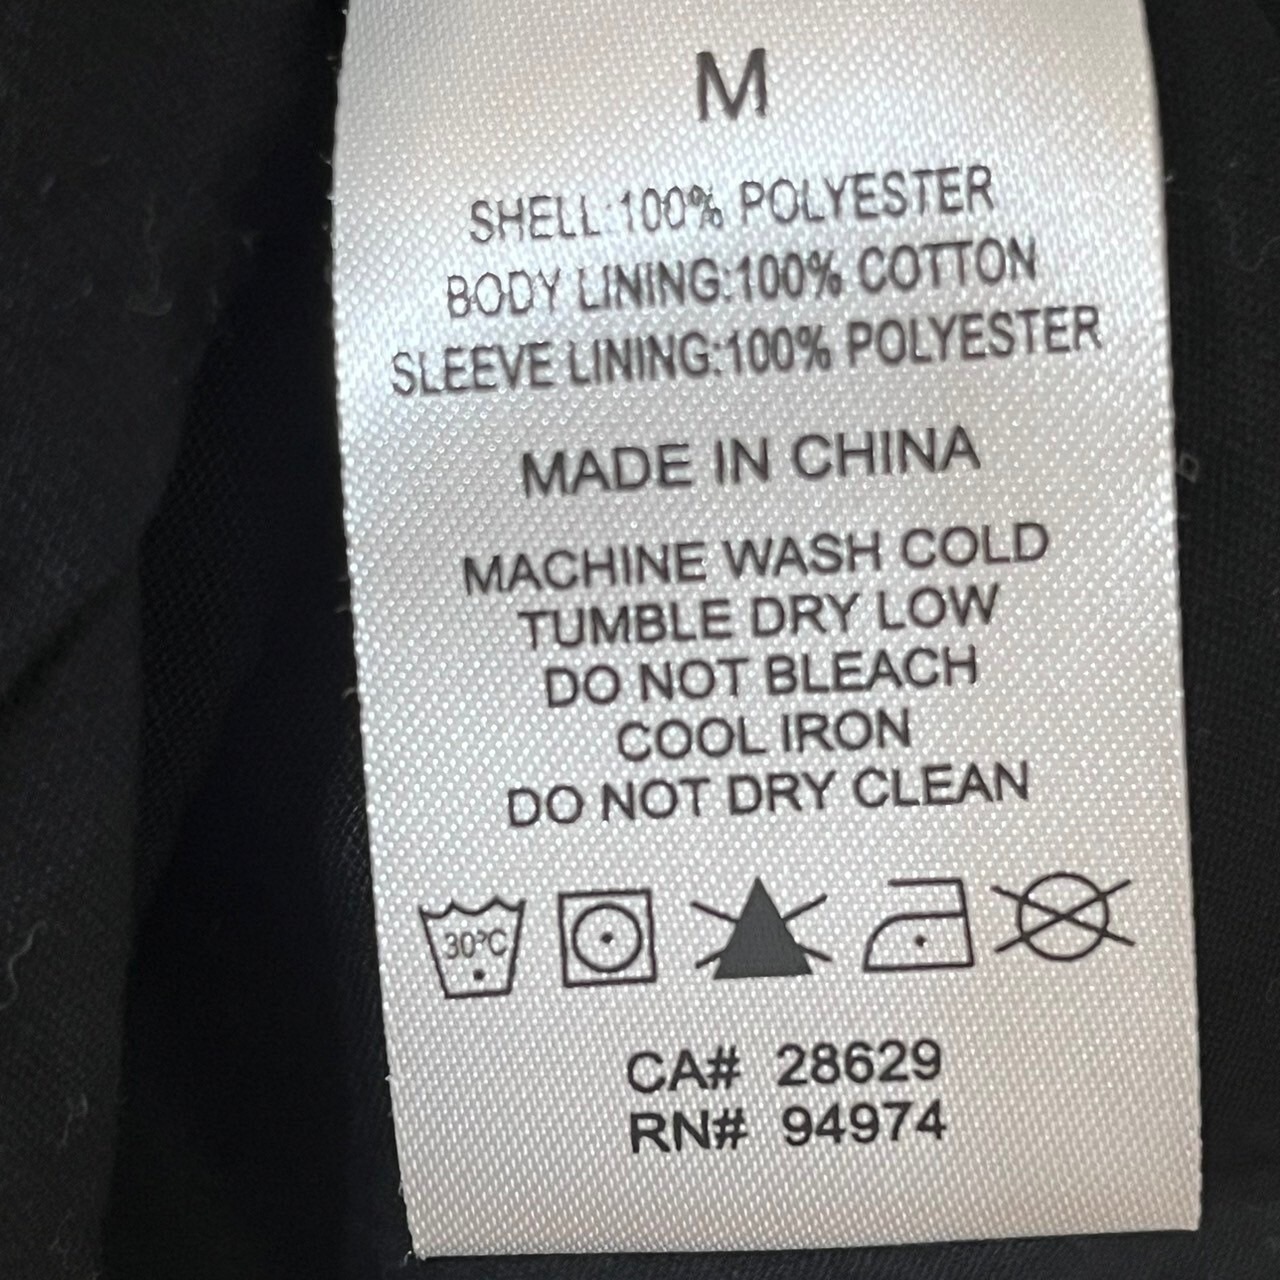 M
SHELL:100% POLYESTER
BODY LINING:100% COTTON
SLEEVE LINING:100% POLYESTER
MADE IN CHINA
MACHINE WASH COLD
TUMBLE DRY LOW
DO NOT BLEACH
COOL IRON
DO NOT DRY CLEAN
30°C
CA# 28629
RN# 94974